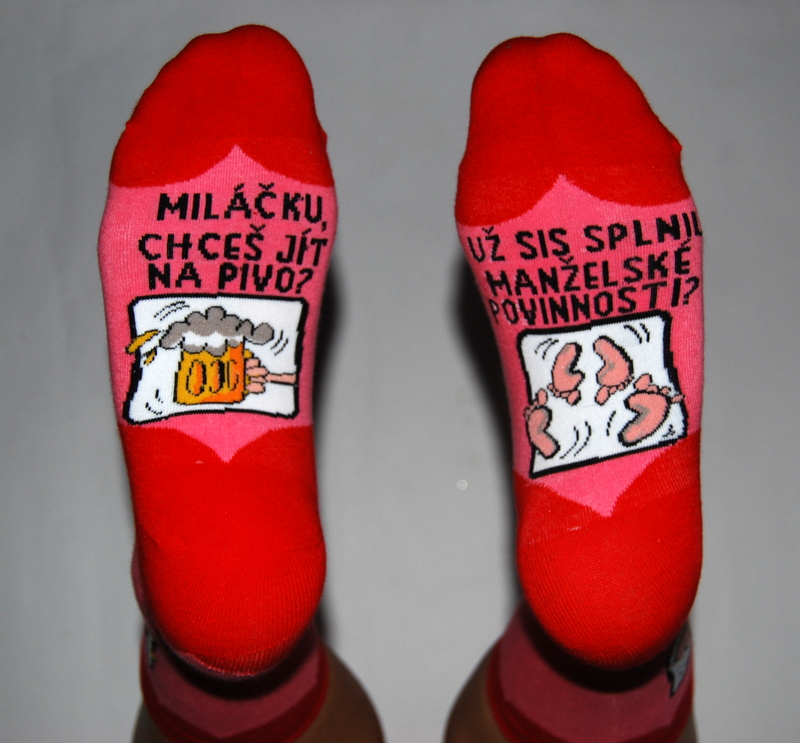 MILÁČKU,
CHCEŠ JÍT
NA PIVO?
UŽ SIS SPLNIL
MANŽELSKÉ
POVINNOSTI?